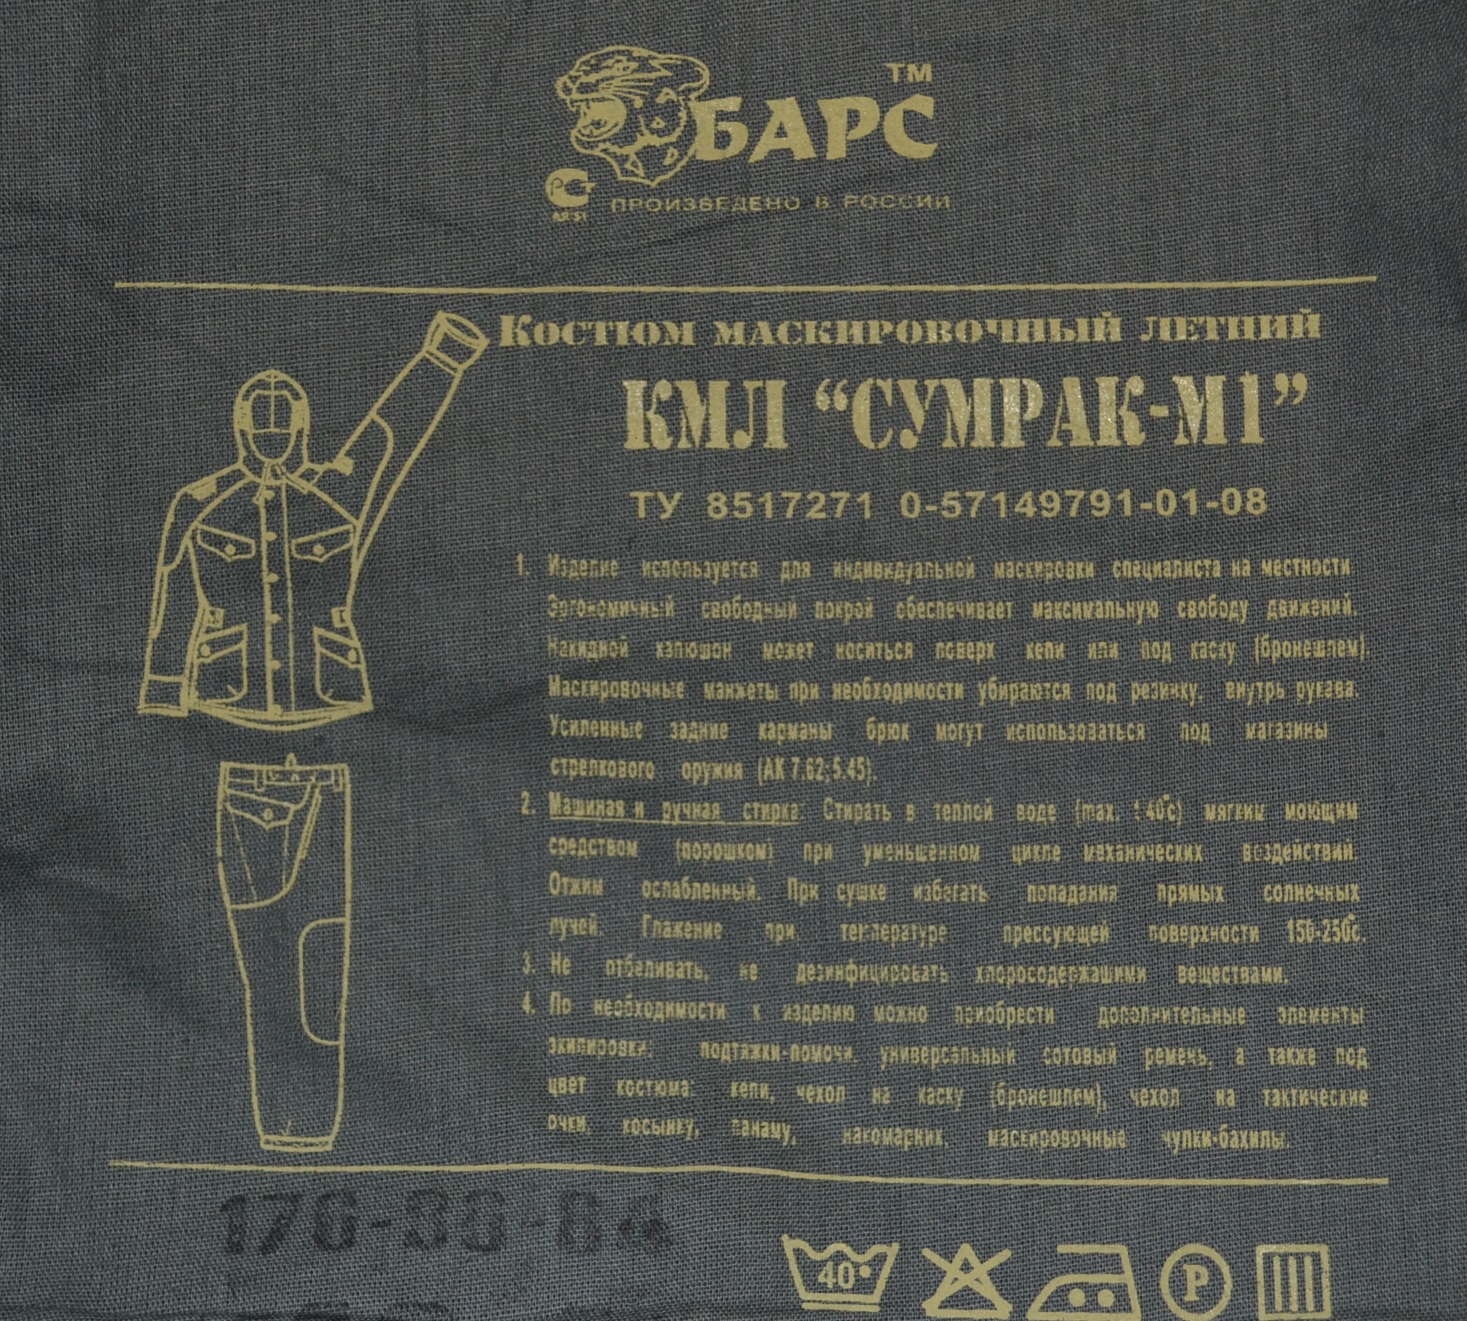 ТМ
БАРС
РС
АЯ 51
ПРОИЗВЕДЕНО В РОССИИ
Костюм маскировочный летний
КМЛ “СУМРАК-М1”
ТУ 8517271 0-57149791-01-08
1. Изделие используется для индивидуальной маскировки специалиста на местности
Эргономичный свободный покрой обеспечивает максимальную свободу движений.
Накидной капюшон может носиться поверх кепи или под каску (бронешлем).
Маскировочные манжеты при необходимости убираются под резинку, внутрь рукава.
Усиленные задние карманы брюк могут использоваться под магазины
стрелкового оружия (АК 7.62; 5.45).
2. Машиная и ручная стирка: Стирать в теплой воде (max. t 40°c) мягким моющим
средством (порошком) при уменьшенном цикле механических воздействий.
Отжим ослабленный. При сушке избегать попадания прямых солнечных
лучей. Глажение при температуре прессующей поверхности 150-250°c.
3. Не отбеливать, не дезинфицировать хлоросодержашими веществами.
4. По необходимости к изделию можно приобрести дополнительные элементы
экипировки: подтяжки-помочи, универсальный сотовый ремень, а также под
цвет костюма: кепи, чехол на каску (бронешлем), чехол на тактические
очки, косынку, панаму, накомарник, маскировочные чулки-бахилы.
40°
P